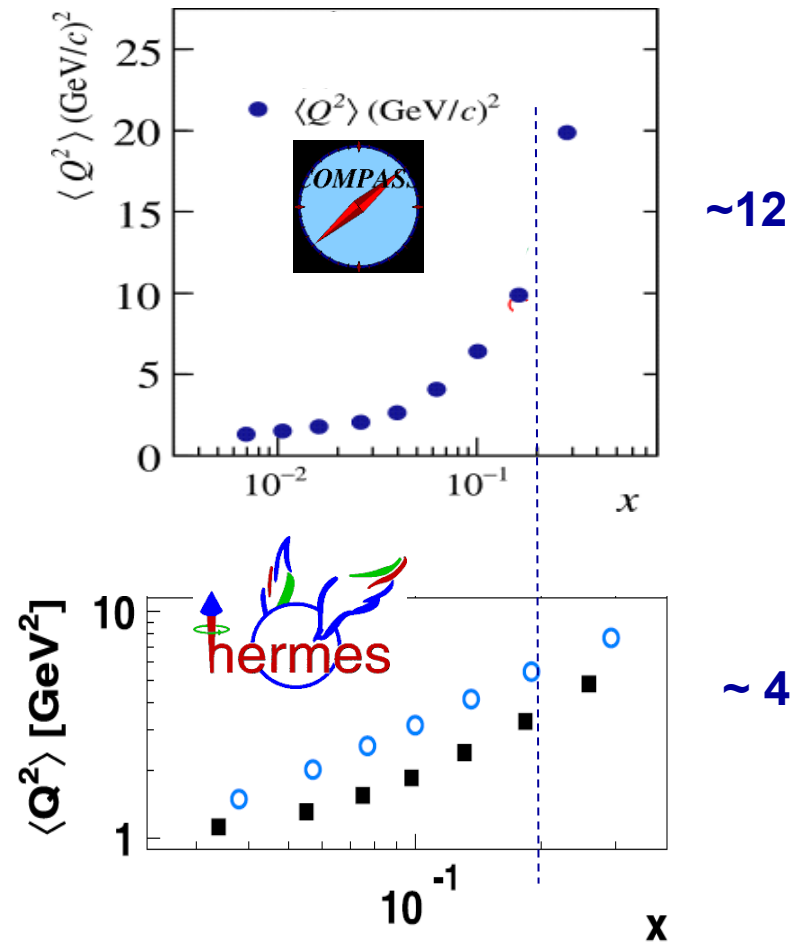 ⟨Q²⟩ (GeV/c)²
25
20
15
10
5
0
⟨Q²⟩ (GeV/c)²
COMPASS
~12
10⁻²
10⁻¹
x
hermes
⟨Q²⟩ [GeV²]
10
1
~ 4
10⁻¹
x